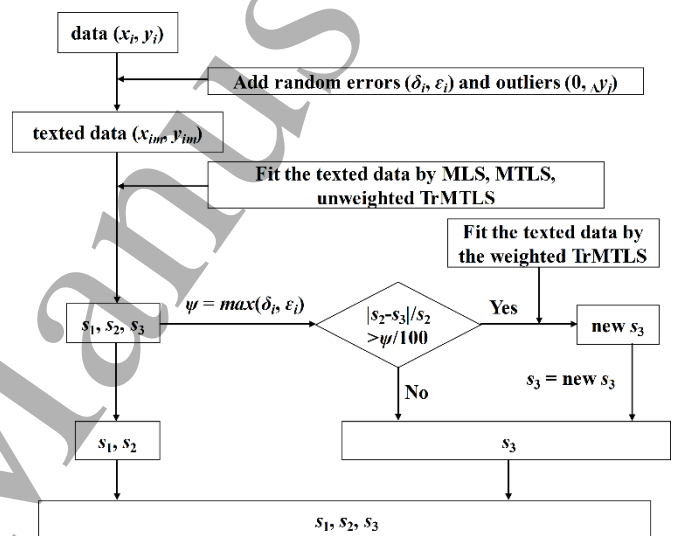 data (xᵢ, yᵢ)
Add random errors (δᵢ, εᵢ) and outliers (0, Δyᵢ)
texted data (xᵢₘ, yᵢₘ)
Fit the texted data by MLS, MTLS,
unweighted TrMTLS
Fit the texted data by
the weighted TrMTLS
s₁, s₂, s₃
ψ = max(δᵢ, εᵢ)
|s₂-s₃|/s₂
>ψ/100
Yes
new s₃
No
s₃ = new s₃
s₁, s₂
s₃
s₁, s₂, s₃
Manus